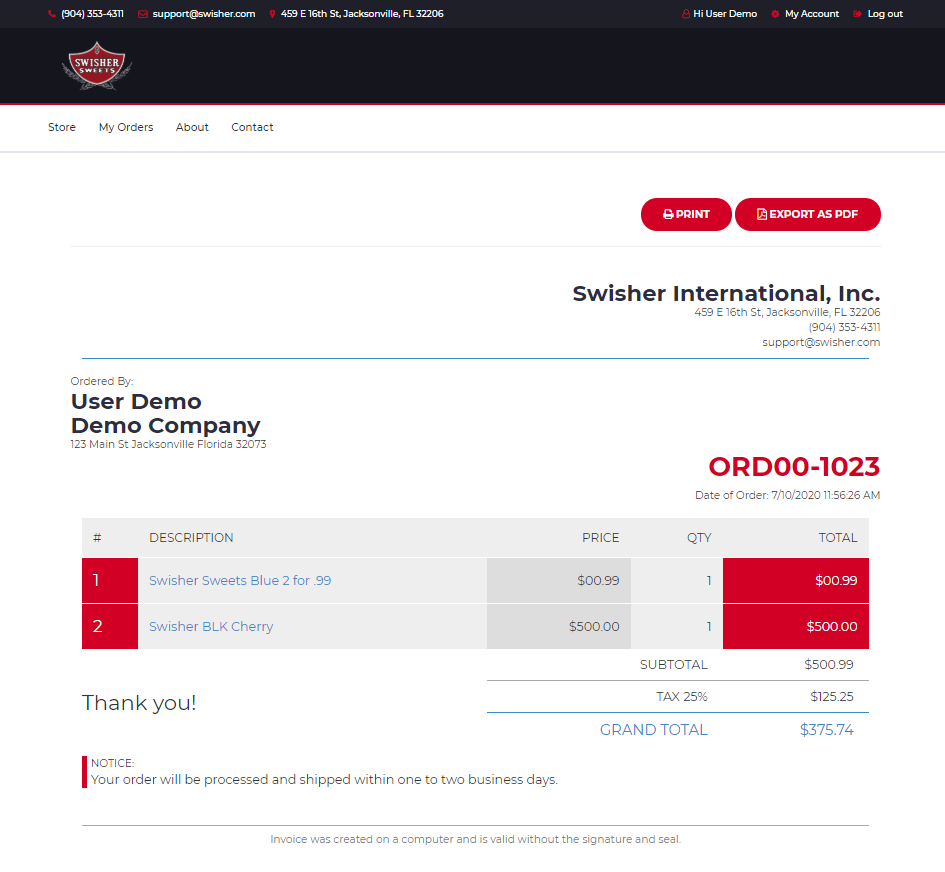 (904) 353-4311 support@swisher.com 459 E 16th St, Jacksonville, FL 32206 Hi User Demo My Account Log out
SWISHER
SWEETS
Store My Orders About Contact
PRINT EXPORT AS PDF
Swisher International, Inc.
459 E 16th St, Jacksonville, FL 32206
(904) 353-4311
support@swisher.com
Ordered By:
User Demo
Demo Company
123 Main St Jacksonville Florida 32073
ORD00-1023
Date of Order: 7/10/2020 11:56:26 AM
# DESCRIPTION PRICE QTY TOTAL
1 Swisher Sweets Blue 2 for .99 $00.99 1 $00.99
2 Swisher BLK Cherry $500.00 1 $500.00
SUBTOTAL $500.99
TAX 25% $125.25
GRAND TOTAL $375.74
Thank you!
NOTICE:
Your order will be processed and shipped within one to two business days.
Invoice was created on a computer and is valid without the signature and seal.